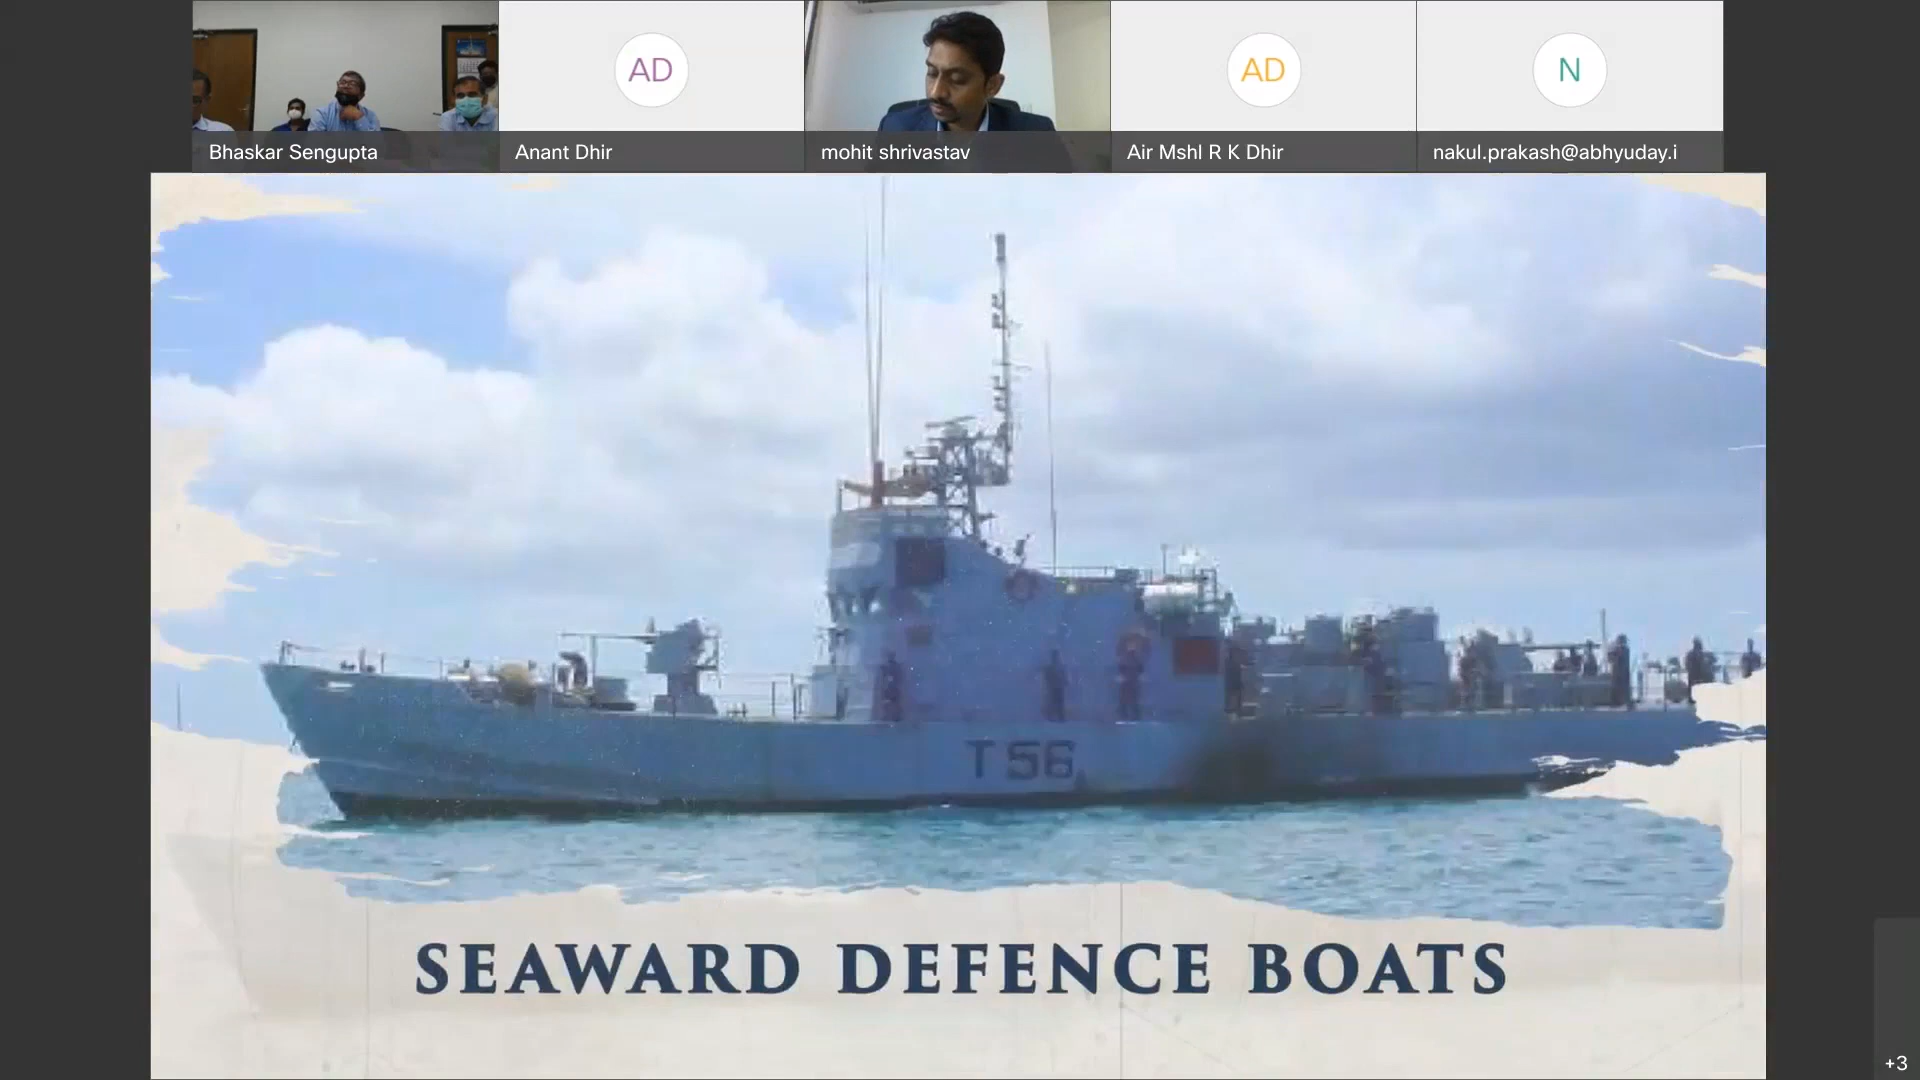 AD
AD
N
Bhaskar Sengupta
Anant Dhir
mohit shrivastav
Air Mshl R K Dhir
nakul.prakash@abhyuday.i
T 56
SEAWARD DEFENCE BOATS
+3